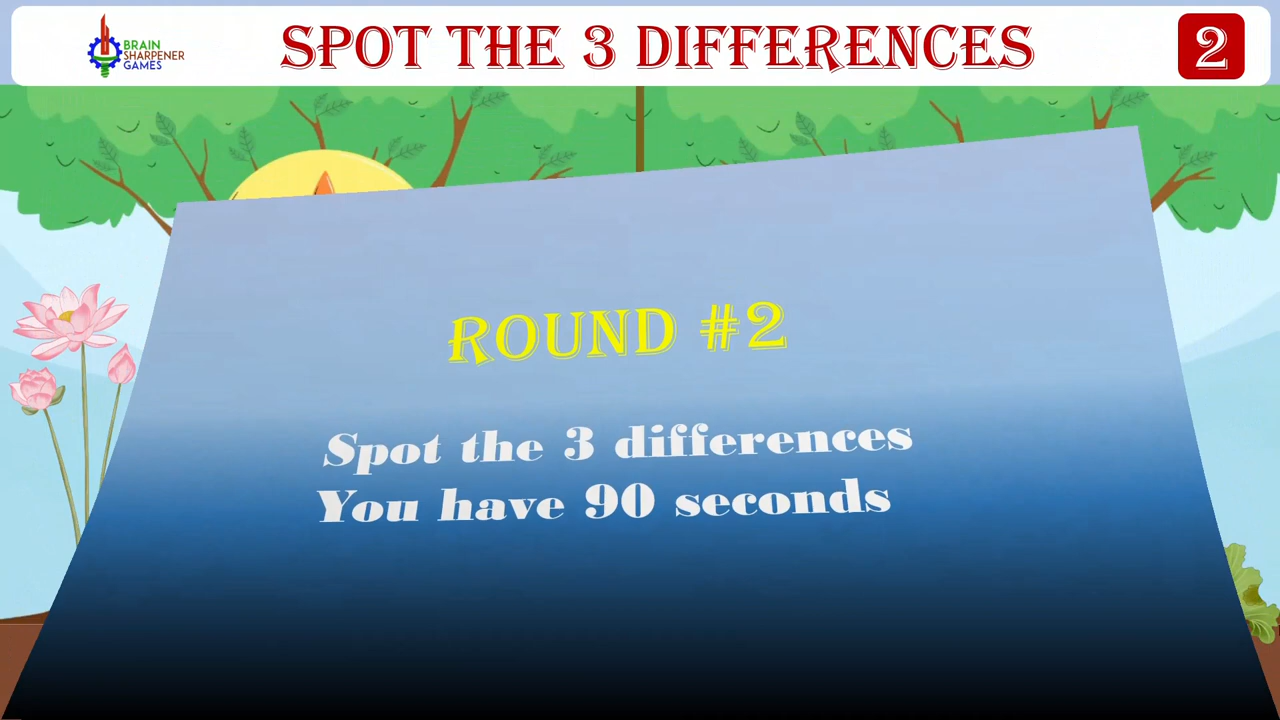 BRAIN
SHARPENER
GAMES
SPOT THE 3 DIFFERENCES
2
ROUND #2
Spot the 3 differences
You have 90 seconds